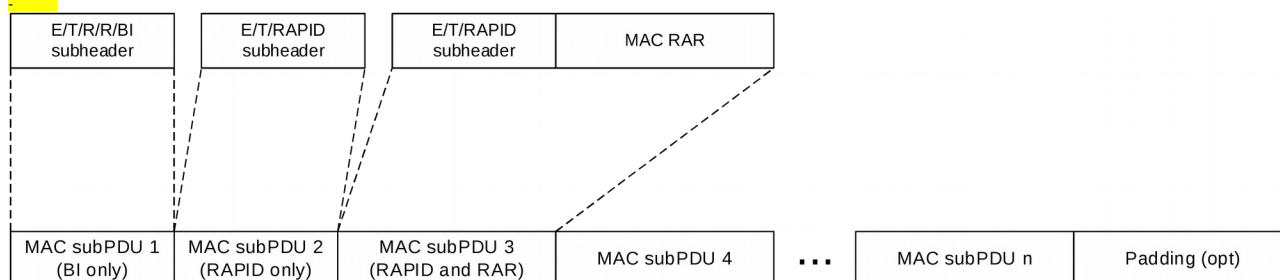 E/T/R/R/BI
subheader
E/T/RAPID
subheader
E/T/RAPID
subheader
MAC RAR
MAC subPDU 1
(BI only)
MAC subPDU 2
(RAPID only)
MAC subPDU 3
(RAPID and RAR)
MAC subPDU 4
...
MAC subPDU n
Padding (opt)